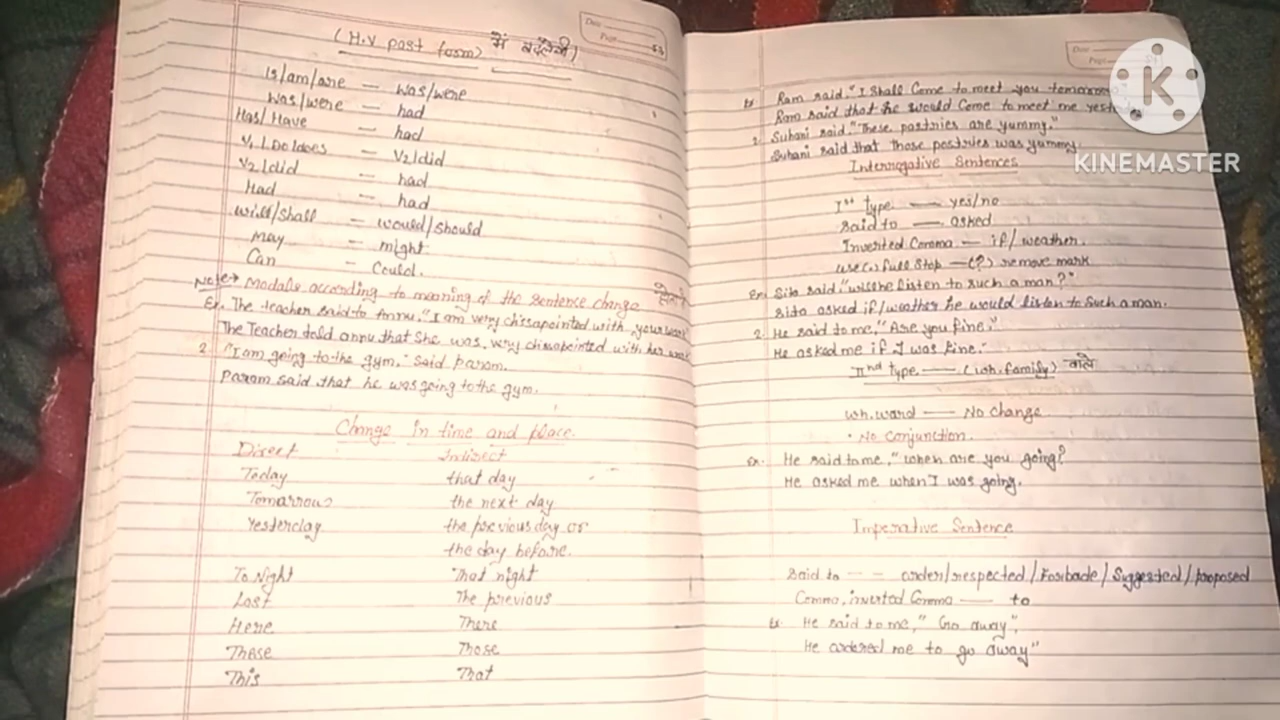 Date
Page 53
(H.V past form) में बदलेगी।
Is/am/are — was/were
Was/were — had
Has/Have — had
V₁/Do/does — V₂/did
V₂/did — had
Had — had
Will/Shall — would/Should
May — might
Can — Could.
Note→ Modals according to meaning of the sentence change
Ex. The teacher said to Annu, "I am very dissapointed with your
The Teacher told annu that She was very dissapointed with her
2. "I am going to the gym," said param.
Param said that he was going to the gym.
Change in time and place.
Direct Indirect
Today that day
Tomarrow the next day
Yesterday the previous day or
the day before.
To Night That night
Last The previous
Here There
These Those
This That
Date
Page
Ex Ram said, "I Shall Come to meet you tomarrow
Ram said that he would Come to meet me
2. Suhani said, "These pastries are yummy."
Suhani said that those pastries was yummy.
Interrogative Sentences
Iˢᵗ type — yes/no
Said to — asked.
Inverted Comma — if/weather.
use(.) full stop — (?) remove mark
Ex. Sita said "will he listen to such a man?"
Sita asked if/weather he would listen to Such a man.
2. He said to me, "Are you fine,"
He asked me if I was fine.
IIⁿᵈ type — (wh. family) वाले
wh. ward — No change
· No Conjunction.
Ex. He said to me, "when are you going?
He asked me when I was going.
Imperative Sentence
Said to — order/respected/Forbade/Suggested/proposed
Comma, inverted Comma — to
Ex. He said to me, "Go away",
He ordered me to go away"
K
KINEMASTER